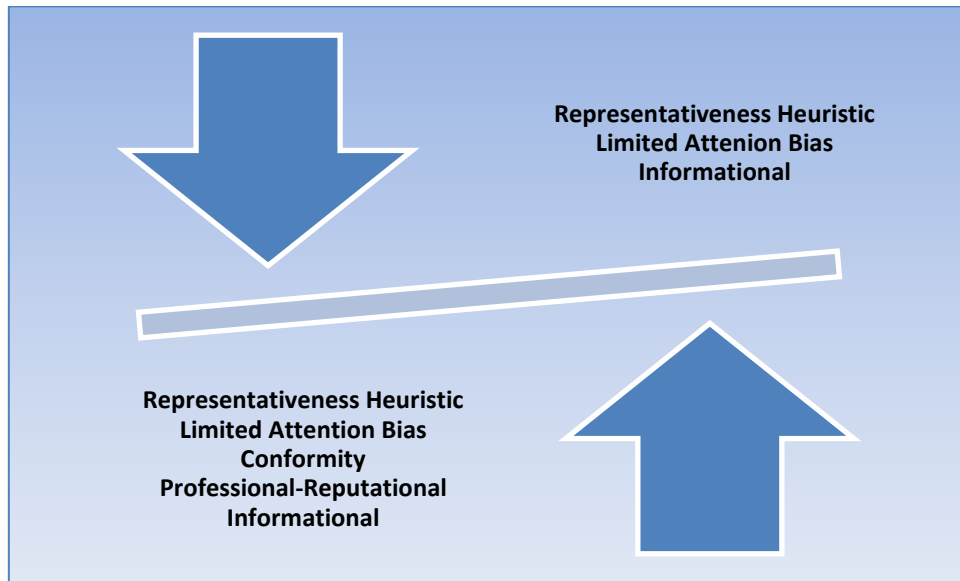 Representativeness Heuristic
Limited Attenion Bias
Informational
Representativeness Heuristic
Limited Attention Bias
Conformity
Professional-Reputational
Informational